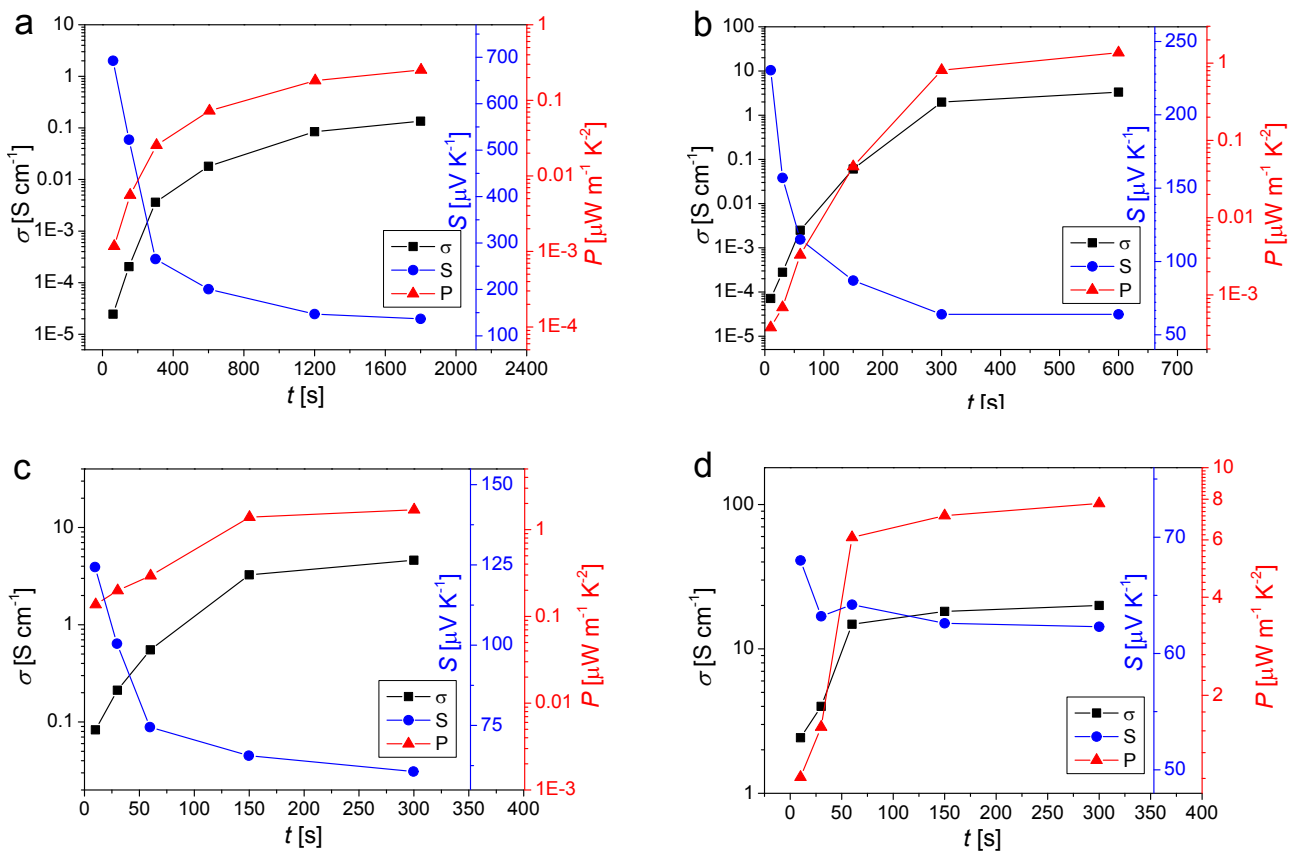 a
10
1
0.1
0.01
1E-3
1E-4
1E-5
σ [S cm⁻¹]
0 400 800 1200 1600 2000 2400
t [s]
700
600
500
400
300
200
100
S [μV K⁻¹]
1
0.1
0.01
1E-3
1E-4
P [μW m⁻¹ K⁻²]
σ
S
P
b
100
10
1
0.1
0.01
1E-3
1E-4
1E-5
σ [S cm⁻¹]
0 100 200 300 400 500 600 700
t [s]
250
200
150
100
50
S [μV K⁻¹]
1
0.1
0.01
1E-3
P [μW m⁻¹ K⁻²]
σ
S
P
c
10
1
0.1
σ [S cm⁻¹]
0 50 100 150 200 250 300 350 400
t [s]
150
125
100
75
S [μV K⁻¹]
1
0.1
0.01
1E-3
P [μW m⁻¹ K⁻²]
σ
S
P
d
100
10
1
σ [S cm⁻¹]
0 50 100 150 200 250 300 350 400
t [s]
70
60
50
S [μV K⁻¹]
10
8
6
4
2
P [μW m⁻¹ K⁻²]
σ
S
P